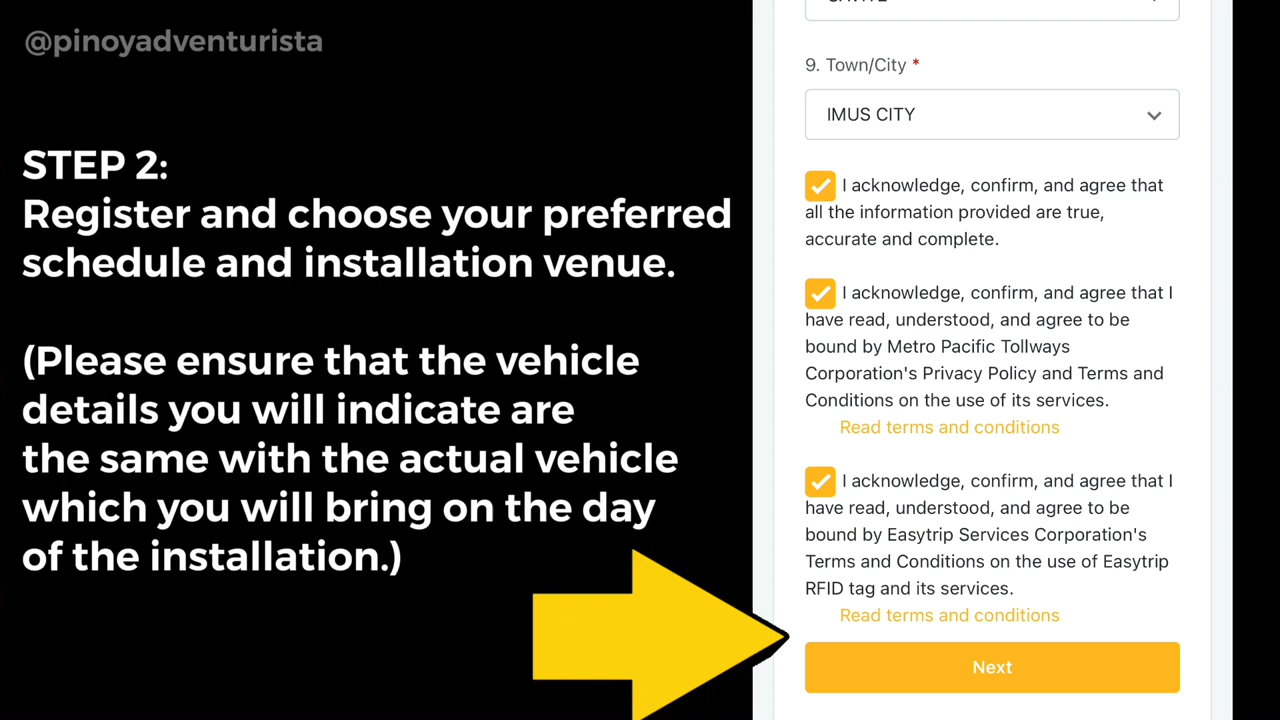 @pinoyadventurista
STEP 2:
Register and choose your preferred
schedule and installation venue.
(Please ensure that the vehicle
details you will indicate are
the same with the actual vehicle
which you will bring on the day
of the installation.)
9. Town/City *
IMUS CITY
I acknowledge, confirm, and agree that
all the information provided are true,
accurate and complete.
I acknowledge, confirm, and agree that I
have read, understood, and agree to be
bound by Metro Pacific Tollways
Corporation's Privacy Policy and Terms and
Conditions on the use of its services.
Read terms and conditions
I acknowledge, confirm, and agree that I
have read, understood, and agree to be
bound by Easytrip Services Corporation's
Terms and Conditions on the use of Easytrip
RFID tag and its services.
Read terms and conditions
Next